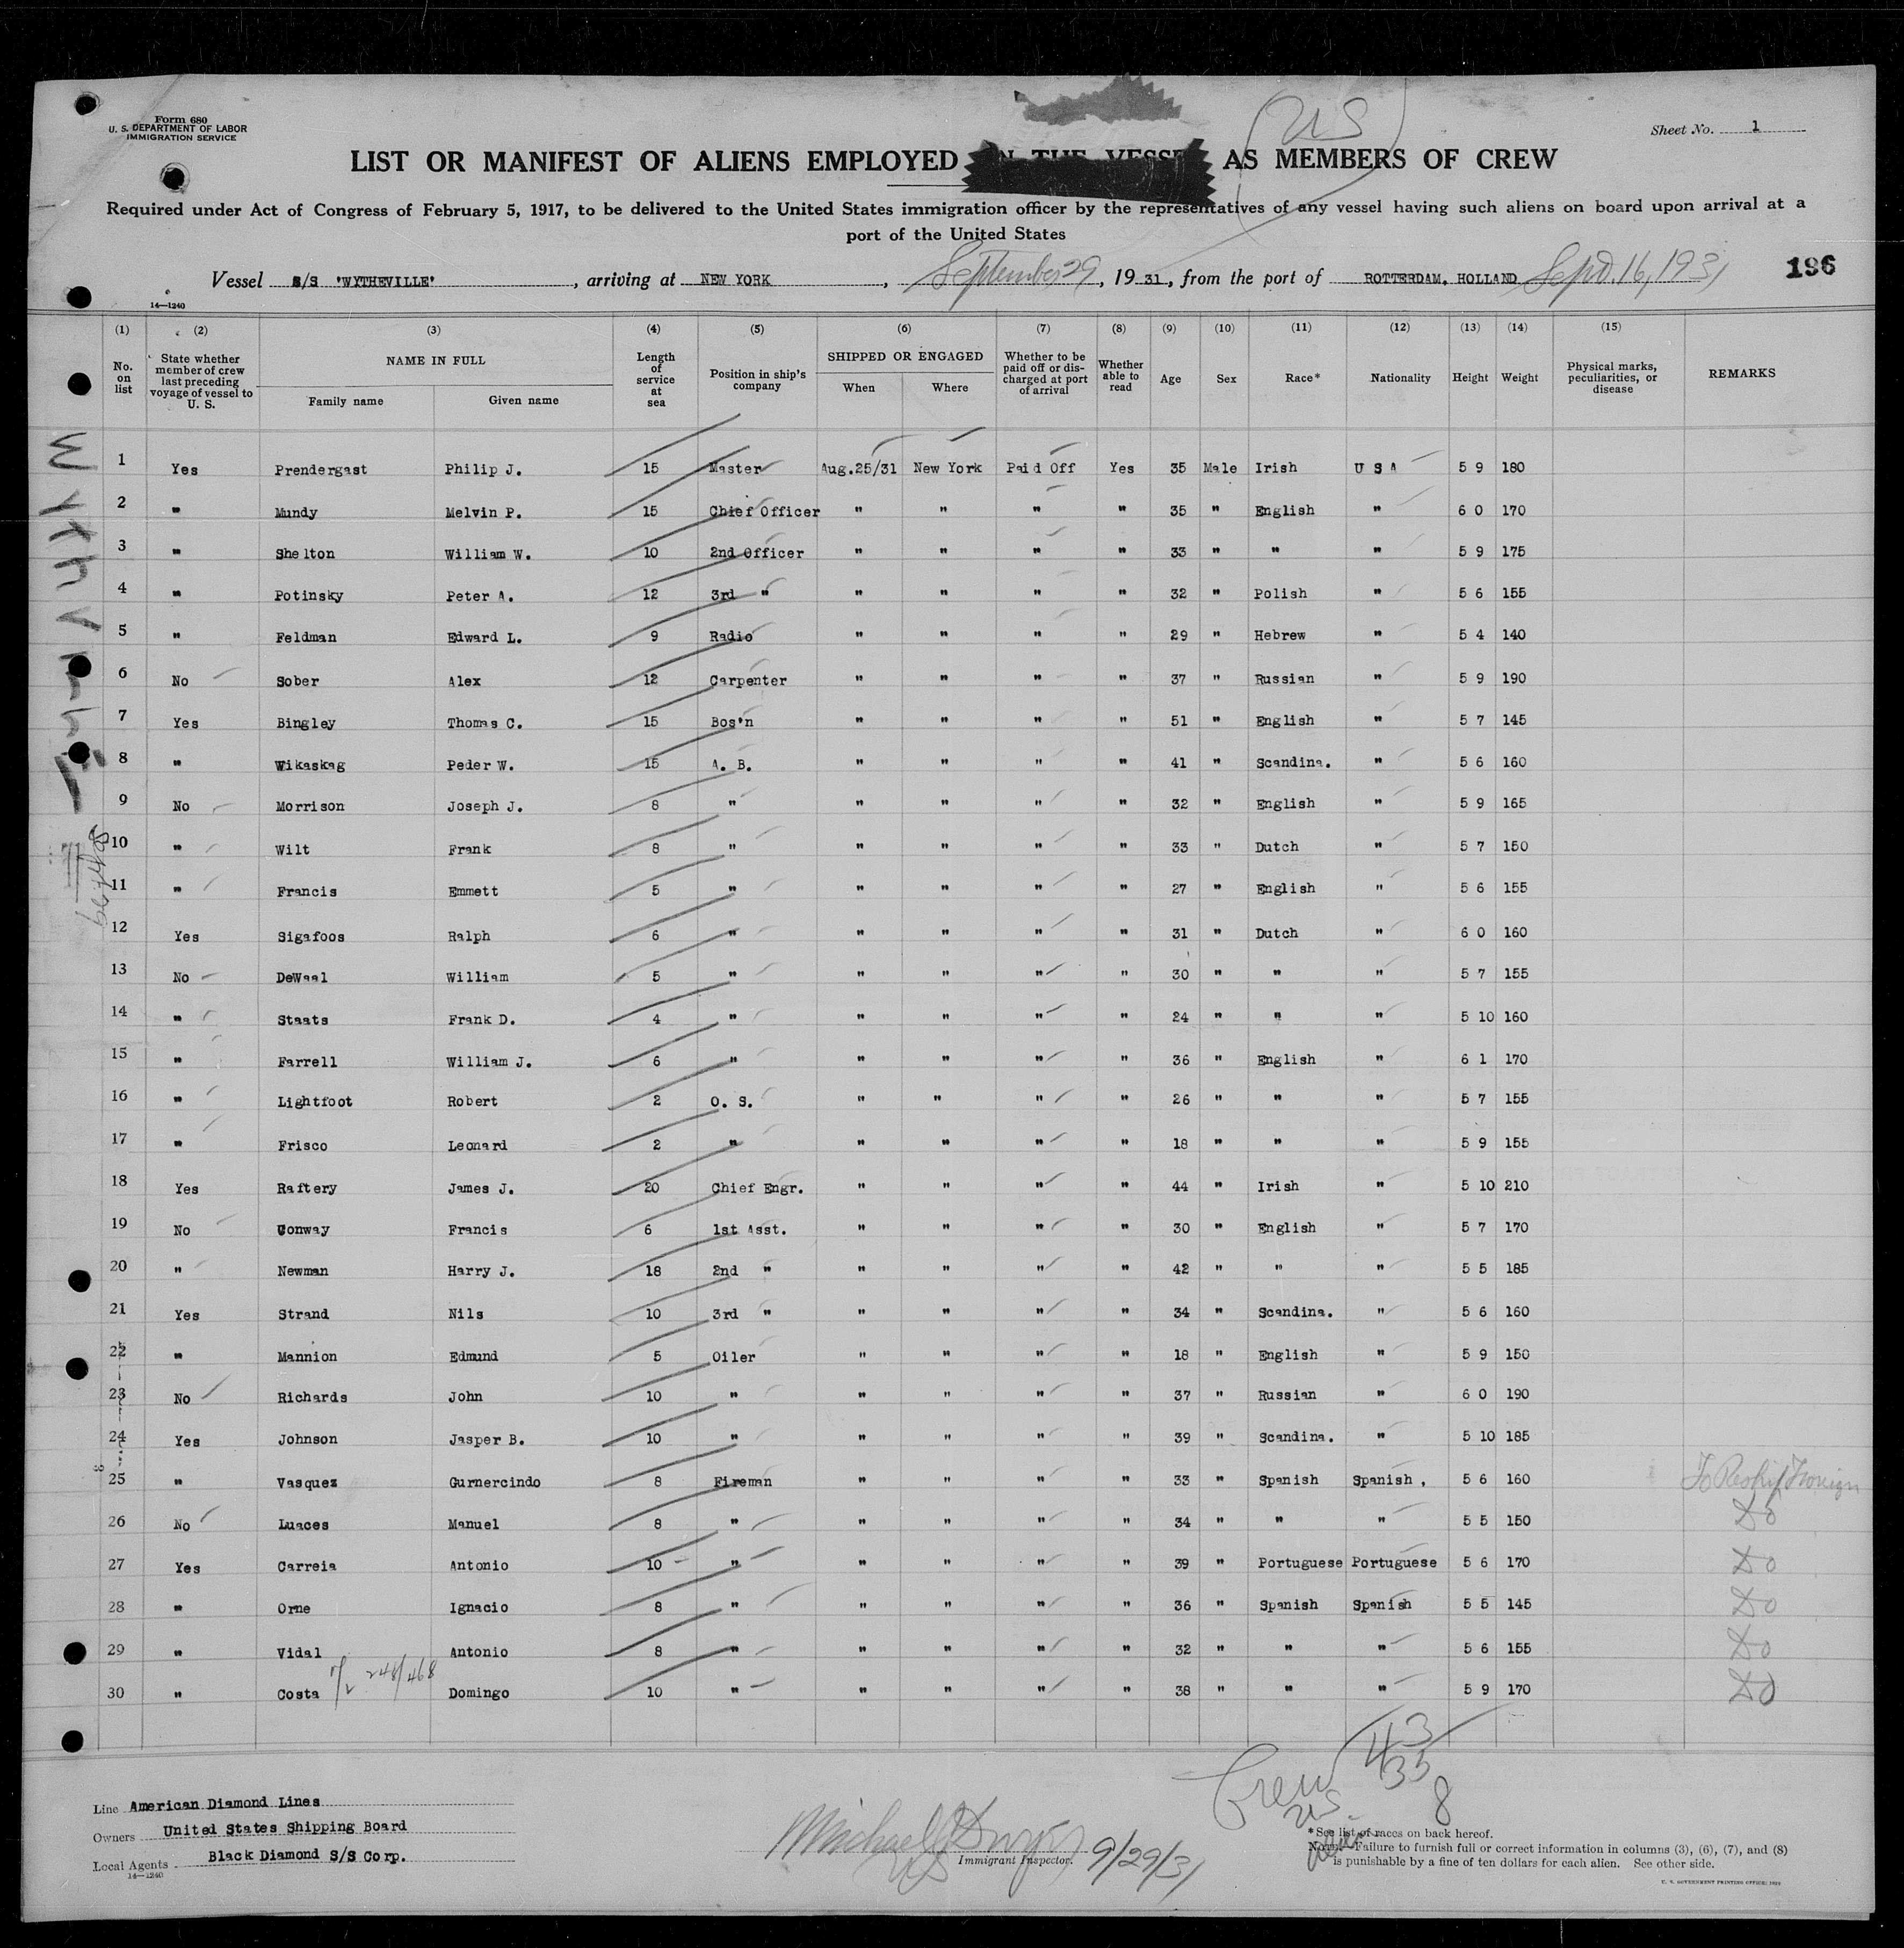 Form 680
U. S. DEPARTMENT OF LABOR
IMMIGRATION SERVICE
US
Sheet No. 1
LIST OR MANIFEST OF ALIENS EMPLOYED ON THE VESSEL AS MEMBERS OF CREW
Required under Act of Congress of February 5, 1917, to be delivered to the United States immigration officer by the representatives of any vessel having such aliens on board upon arrival at a
port of the United States
Vessel S/S 'WYTHEVILLE', arriving at NEW YORK, September 29, 1931, from the port of ROTTERDAM, HOLLAND Sept. 16, 1931
196
14—1240
(1) (2) (3) (4) (5) (6) (7) (8) (9) (10) (11) (12) (13) (14) (15)
No. on list
State whether member of crew last preceding voyage of vessel to U. S.
NAME IN FULL
Family name Given name
Length of service at sea
Position in ship's company
SHIPPED OR ENGAGED
When Where
Whether to be paid off or discharged at port of arrival
Whether able to read
Age Sex Race* Nationality Height Weight
Physical marks, peculiarities, or disease
REMARKS
1 Yes Prendergast Philip J. 15 Master Aug.25/31 New York Paid Off Yes 35 Male Irish U S A 5 9 180
2 " Mundy Melvin P. 15 Chief Officer " " " " 35 " English " 6 0 170
3 " Shelton William W. 10 2nd Officer " " " " 33 " " " 5 9 175
4 " Potinsky Peter A. 12 3rd " " " " " 32 " Polish " 5 6 155
5 " Feldman Edward L. 9 Radio " " " " 29 " Hebrew " 5 4 140
6 No Sober Alex 12 Carpenter " " " " 37 " Russian " 5 9 190
7 Yes Bingley Thomas C. 15 Bos'n " " " " 51 " English " 5 7 145
8 " Wikaskag Peder W. 15 A. B. " " " " 41 " Scandina. " 5 6 160
9 No Morrison Joseph J. 8 " " " " " 32 " English " 5 9 165
10 " Wilt Frank 8 " " " " " 33 " Dutch " 5 7 150
11 " Francis Emmett 5 " " " " " 27 " English " 5 6 155
12 Yes Sigafoos Ralph 6 " " " " " 31 " Dutch " 6 0 160
13 No DeWaal William 5 " " " " " 30 " " " 5 7 155
14 " Staats Frank D. 4 " " " " " 24 " " " 5 10 160
15 " Farrell William J. 6 " " " " " 36 " English " 6 1 170
16 " Lightfoot Robert 2 O. S. " " " " 26 " " " 5 7 155
17 " Frisco Leonard 2 " " " " " 18 " " " 5 9 155
18 Yes Raftery James J. 20 Chief Engr. " " " " 44 " Irish " 5 10 210
19 No Conway Francis 6 1st Asst. " " " " 30 " English " 5 7 170
20 " Newman Harry J. 18 2nd " " " " " 42 " " " 5 5 185
21 Yes Strand Nils 10 3rd " " " " " 34 " Scandina. " 5 6 160
22 " Mannion Edmund 5 Oiler " " " " 18 " English " 5 9 150
23 No Richards John 10 " " " " " 37 " Russian " 6 0 190
24 Yes Johnson Jasper B. 10 " " " " " 39 " Scandina. " 5 10 185
25 " Vasquez Gurnercindo 8 Fireman " " " " 33 " Spanish Spanish, 5 6 160 To Reship Foreign
26 No Luaces Manuel 8 " " " " " 34 " " " 5 5 150 Do
27 Yes Carreia Antonio 10 " " " " " 39 " Portuguese Portuguese 5 6 170 Do
28 " Orne Ignacio 8 " " " " " 36 " Spanish Spanish 5 5 145 Do
29 " Vidal Antonio 8 " " " " " 32 " " " 5 6 155 Do
30 " Costa 248/468 Domingo 10 " " " " " 38 " " " 5 9 170 Do
Crew 43
US 35
Alien 8
Line American Diamond Lines
Owners United States Shipping Board
Local Agents Black Diamond S/S Corp.
14—1240
Immigrant Inspector. 9/29/31
* See list of races on back hereof.
NOTE.—Failure to furnish full or correct information in columns (3), (6), (7), and (8)
is punishable by a fine of ten dollars for each alien. See other side.
U. S. GOVERNMENT PRINTING OFFICE: